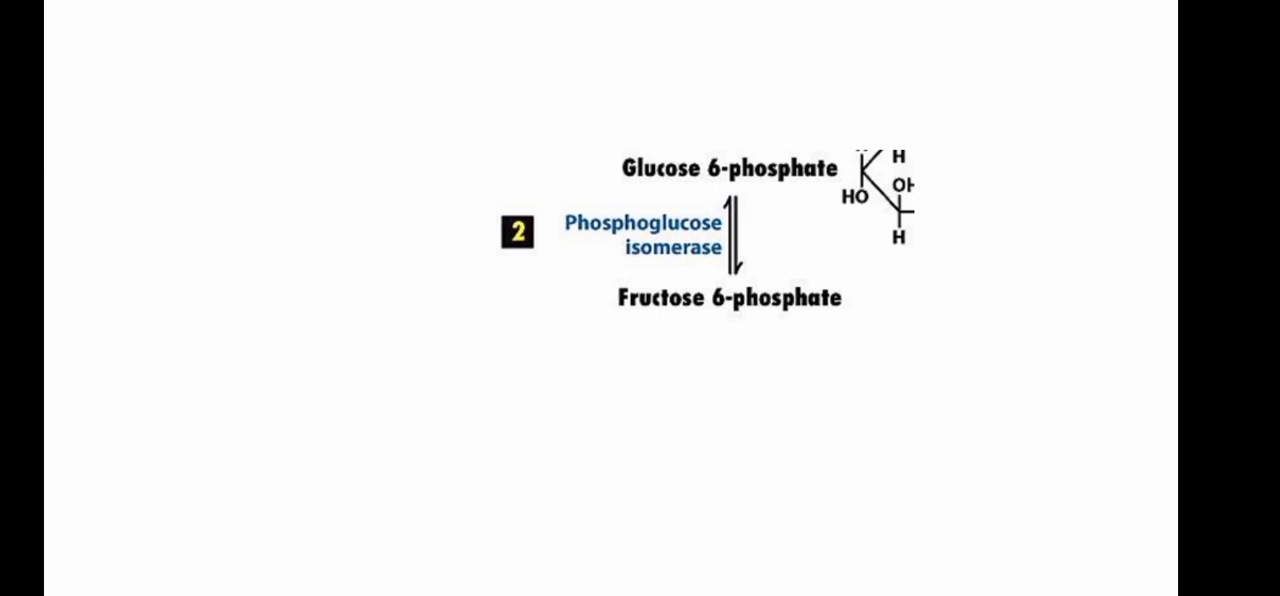 Glucose 6-phosphate
H
HO
H
2
Phosphoglucose
isomerase
Fructose 6-phosphate